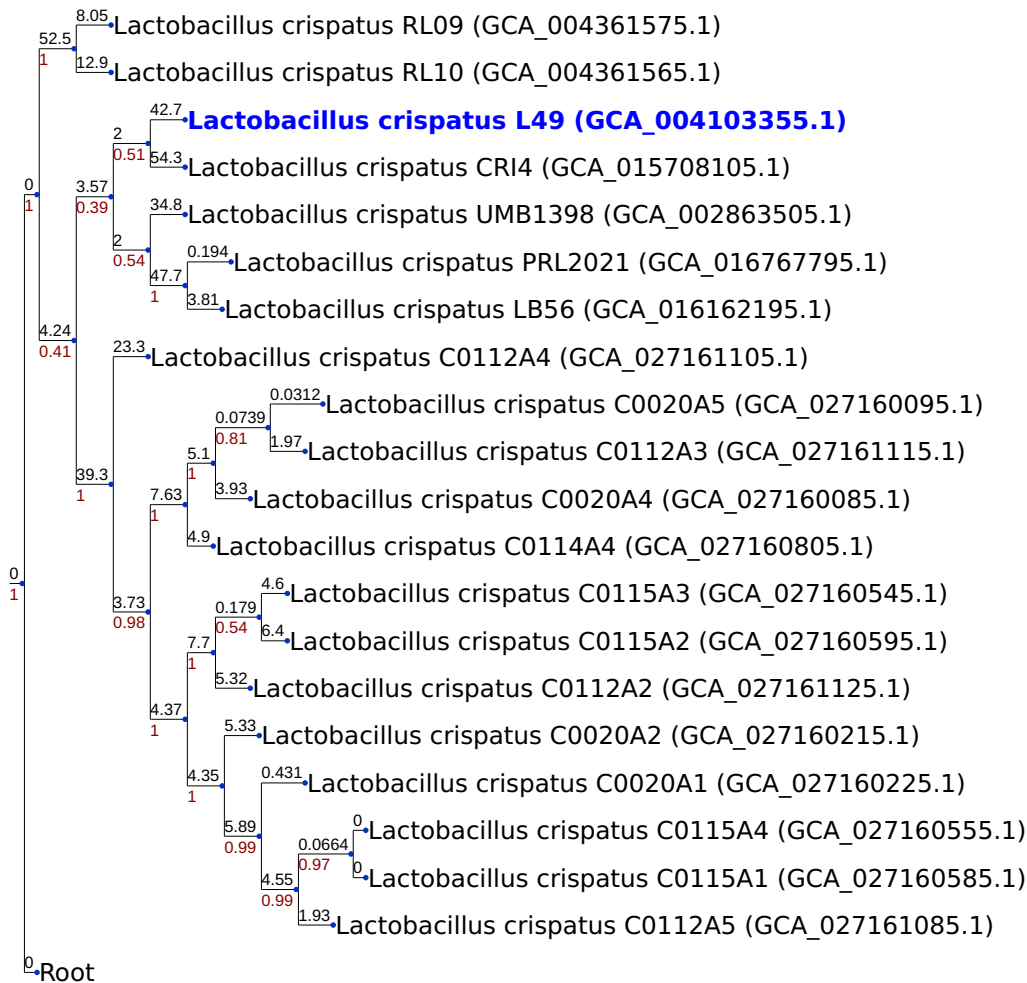 8.05
Lactobacillus crispatus RL09 (GCA_004361575.1)
52.5
1
12.9
Lactobacillus crispatus RL10 (GCA_004361565.1)
42.7
Lactobacillus crispatus L49 (GCA_004103355.1)
2
0.51
54.3
Lactobacillus crispatus CRI4 (GCA_015708105.1)
0
1
3.57
0.39
34.8
Lactobacillus crispatus UMB1398 (GCA_002863505.1)
2
0.54
0.194
Lactobacillus crispatus PRL2021 (GCA_016767795.1)
47.7
1
3.81
Lactobacillus crispatus LB56 (GCA_016162195.1)
4.24
0.41
23.3
Lactobacillus crispatus C0112A4 (GCA_027161105.1)
0.0312
Lactobacillus crispatus C0020A5 (GCA_027160095.1)
0.0739
0.81
1.97
Lactobacillus crispatus C0112A3 (GCA_027161115.1)
5.1
1
39.3
1
3.93
Lactobacillus crispatus C0020A4 (GCA_027160085.1)
7.63
1
4.9
Lactobacillus crispatus C0114A4 (GCA_027160805.1)
0
1
4.6
Lactobacillus crispatus C0115A3 (GCA_027160545.1)
3.73
0.98
0.179
0.54
6.4
Lactobacillus crispatus C0115A2 (GCA_027160595.1)
7.7
1
5.32
Lactobacillus crispatus C0112A2 (GCA_027161125.1)
4.37
1
5.33
Lactobacillus crispatus C0020A2 (GCA_027160215.1)
4.35
1
0.431
Lactobacillus crispatus C0020A1 (GCA_027160225.1)
5.89
0.99
0
Lactobacillus crispatus C0115A4 (GCA_027160555.1)
0.0664
0.97
0
Lactobacillus crispatus C0115A1 (GCA_027160585.1)
4.55
0.99
1.93
Lactobacillus crispatus C0112A5 (GCA_027161085.1)
0
Root